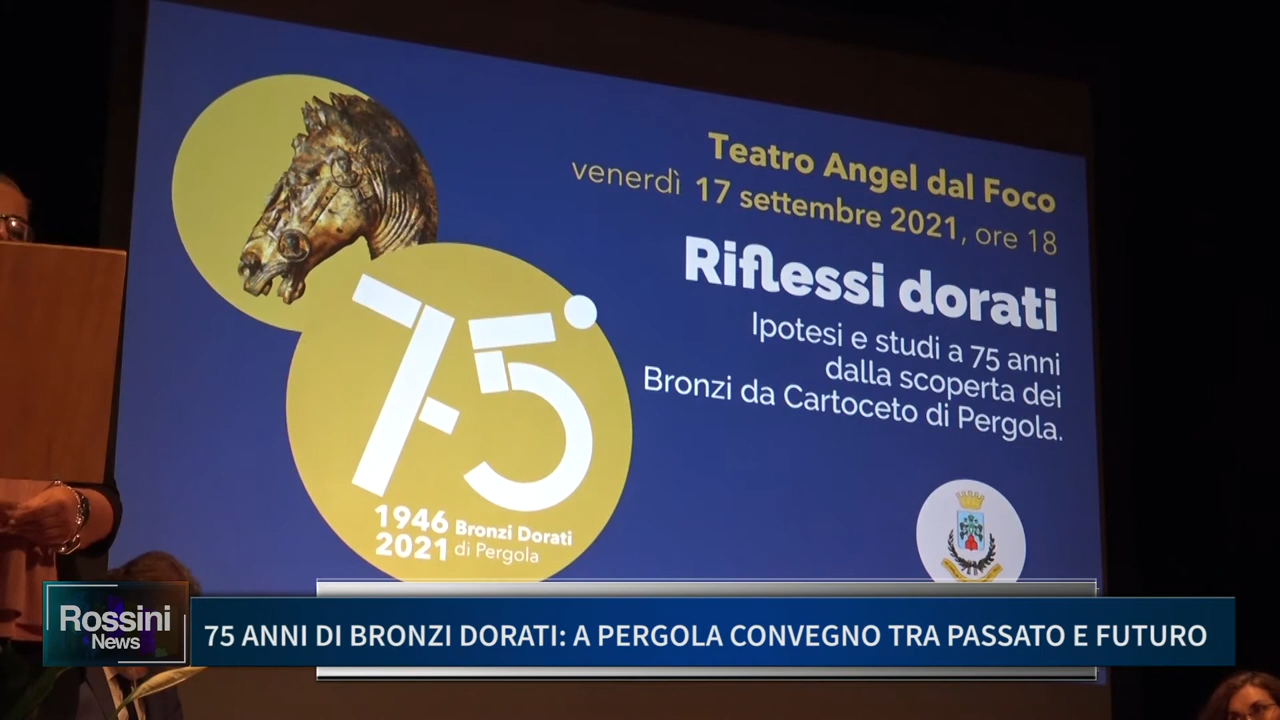 Teatro Angel dal Foco
venerdì 17 settembre 2021, ore 18
Riflessi dorati
Ipotesi e studi a 75 anni
dalla scoperta dei
Bronzi da Cartoceto di Pergola.
75°
1946 Bronzi Dorati
2021 di Pergola
Rossini
News
75 ANNI DI BRONZI DORATI: A PERGOLA CONVEGNO TRA PASSATO E FUTURO